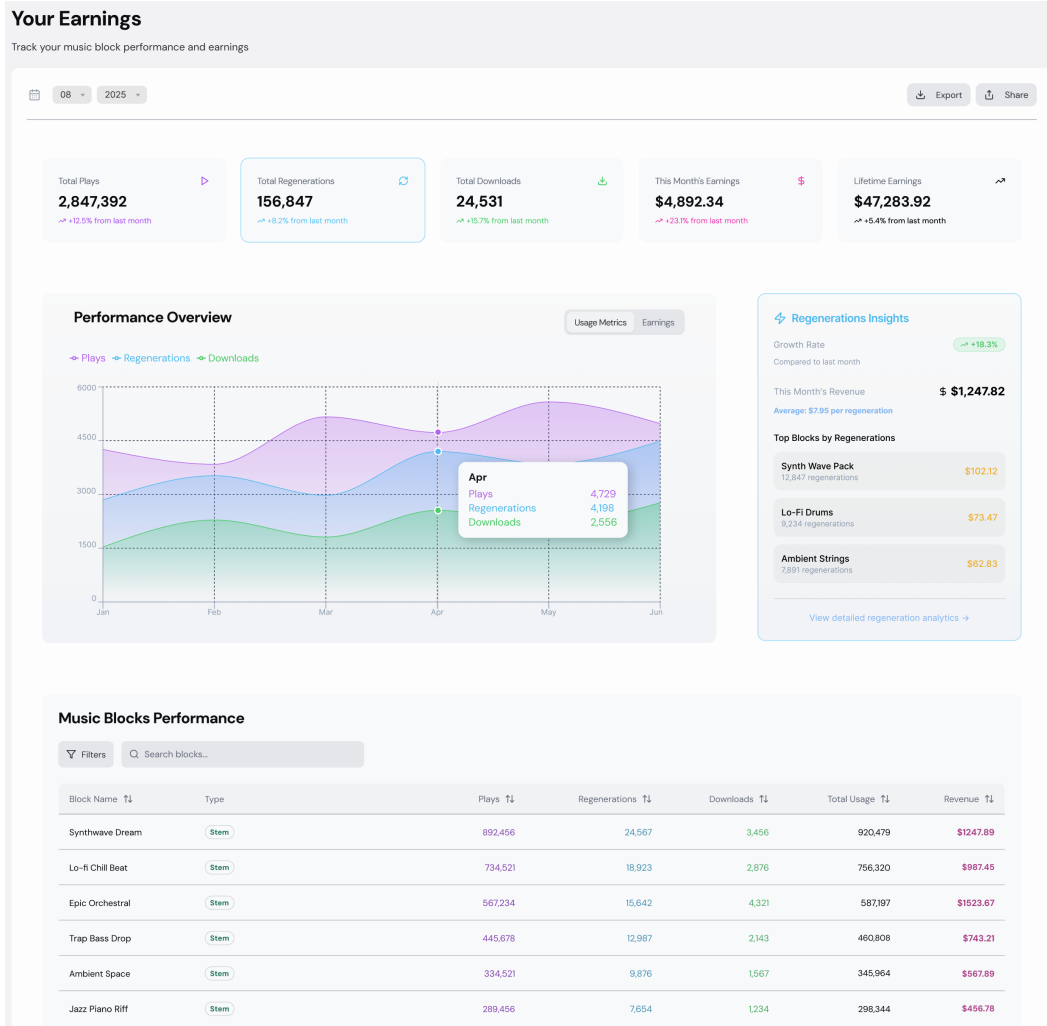 Your Earnings
Track your music block performance and earnings
08 2025 Export Share
Total Plays
2,847,392
+12.5% from last month
Total Regenerations
156,847
+8.2% from last month
Total Downloads
24,531
+15.7% from last month
This Month's Earnings
$4,892.34
+23.1% from last month
Lifetime Earnings
$47,283.92
+5.4% from last month
Performance Overview
Usage Metrics Earnings
Plays Regenerations Downloads
6000
4500
3000
1500
0
Jan Feb Mar Apr May Jun
Apr
Plays 4,729
Regenerations 4,198
Downloads 2,556
Regenerations Insights
Growth Rate +18.3%
Compared to last month
This Month's Revenue $ $1,247.82
Average: $7.95 per regeneration
Top Blocks by Regenerations
Synth Wave Pack
12,847 regenerations
$102.12
Lo-Fi Drums
9,234 regenerations
$73.47
Ambient Strings
7,891 regenerations
$62.83
View detailed regeneration analytics →
Music Blocks Performance
Filters Search blocks...
Block Name Type Plays Regenerations Downloads Total Usage Revenue
Synthwave Dream Stem 892,456 24,567 3,456 920,479 $1247.89
Lo-fi Chill Beat Stem 734,521 18,923 2,876 756,320 $987.45
Epic Orchestral Stem 567,234 15,642 4,321 587,197 $1523.67
Trap Bass Drop Stem 445,678 12,987 2,143 460,808 $743.21
Ambient Space Stem 334,521 9,876 1,567 345,964 $567.89
Jazz Piano Riff Stem 289,456 7,654 1,234 298,344 $456.78